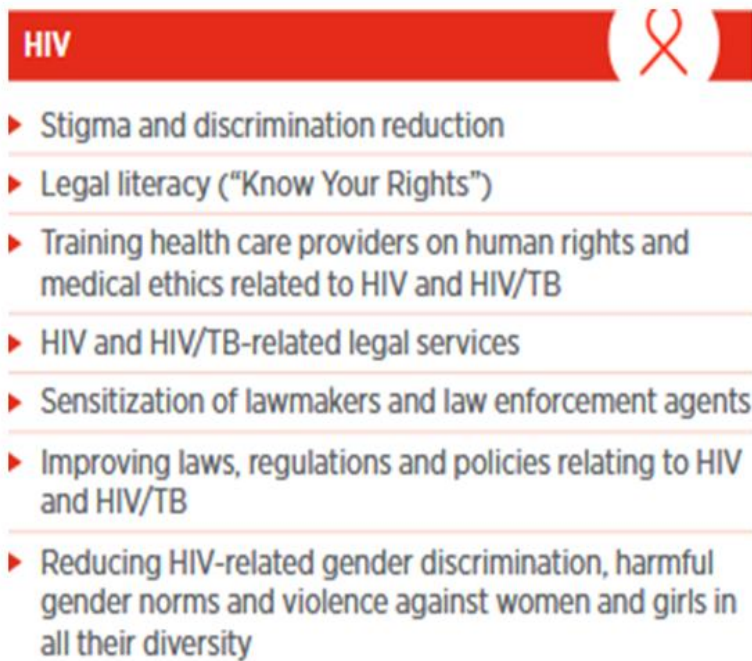 HIV
Stigma and discrimination reduction
Legal literacy (“Know Your Rights”)
Training health care providers on human rights and
medical ethics related to HIV and HIV/TB
HIV and HIV/TB-related legal services
Sensitization of lawmakers and law enforcement agents
Improving laws, regulations and policies relating to HIV
and HIV/TB
Reducing HIV-related gender discrimination, harmful
gender norms and violence against women and girls in
all their diversity